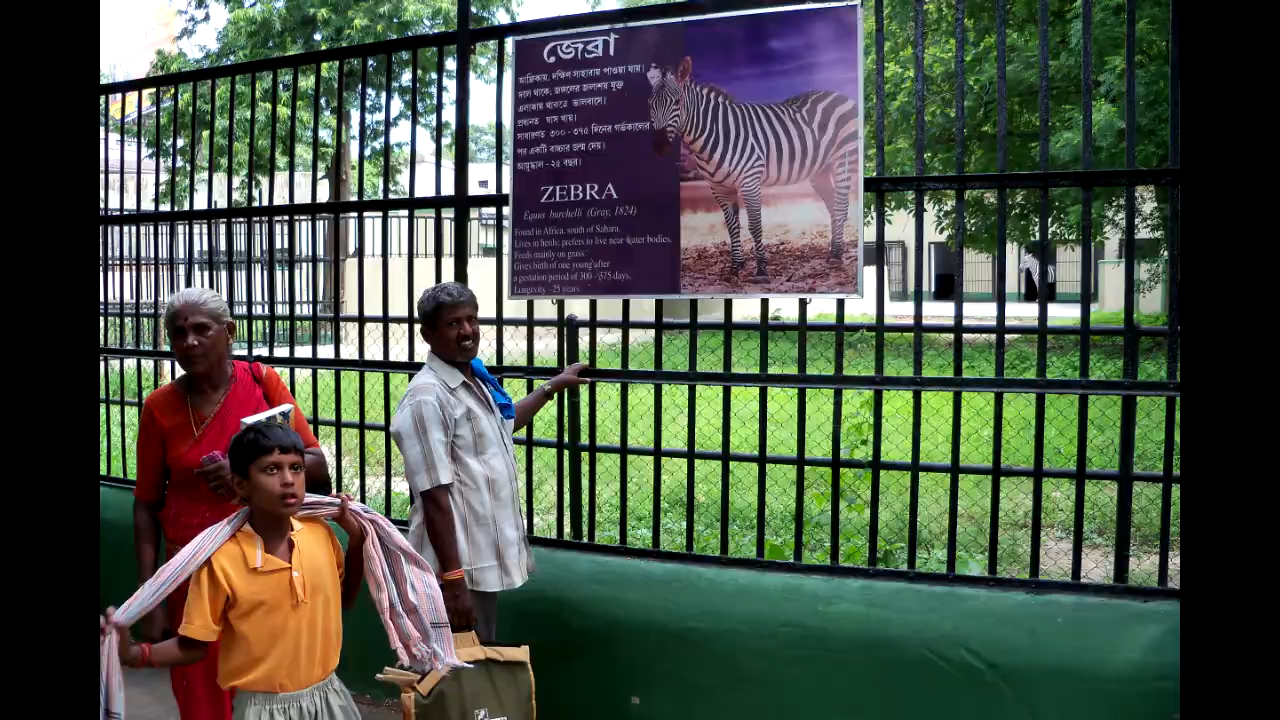 জেব্রা
আফ্রিকায়, দক্ষিণ সাহারায় পাওয়া যায়।
দলে থাকে; জঙ্গলের জলাশয় যুক্ত
এলাকায় থাকতে ভালবাসে।
প্রধানত ঘাস খায়।
সাধারণত ৩০০ - ৩৭৫ দিনের গর্ভকালের
পর একটি বাচ্চার জন্ম দেয়।
আয়ুষ্কাল - ২৫ বছর।
ZEBRA
Equus burchelli (Gray, 1824)
Found in Africa, south of Sahara.
Lives in herds; prefers to live near water bodies.
Feeds mainly on grass.
Gives birth of one young after
a gestation period of 300 -375 days.
Longevity -25 years.